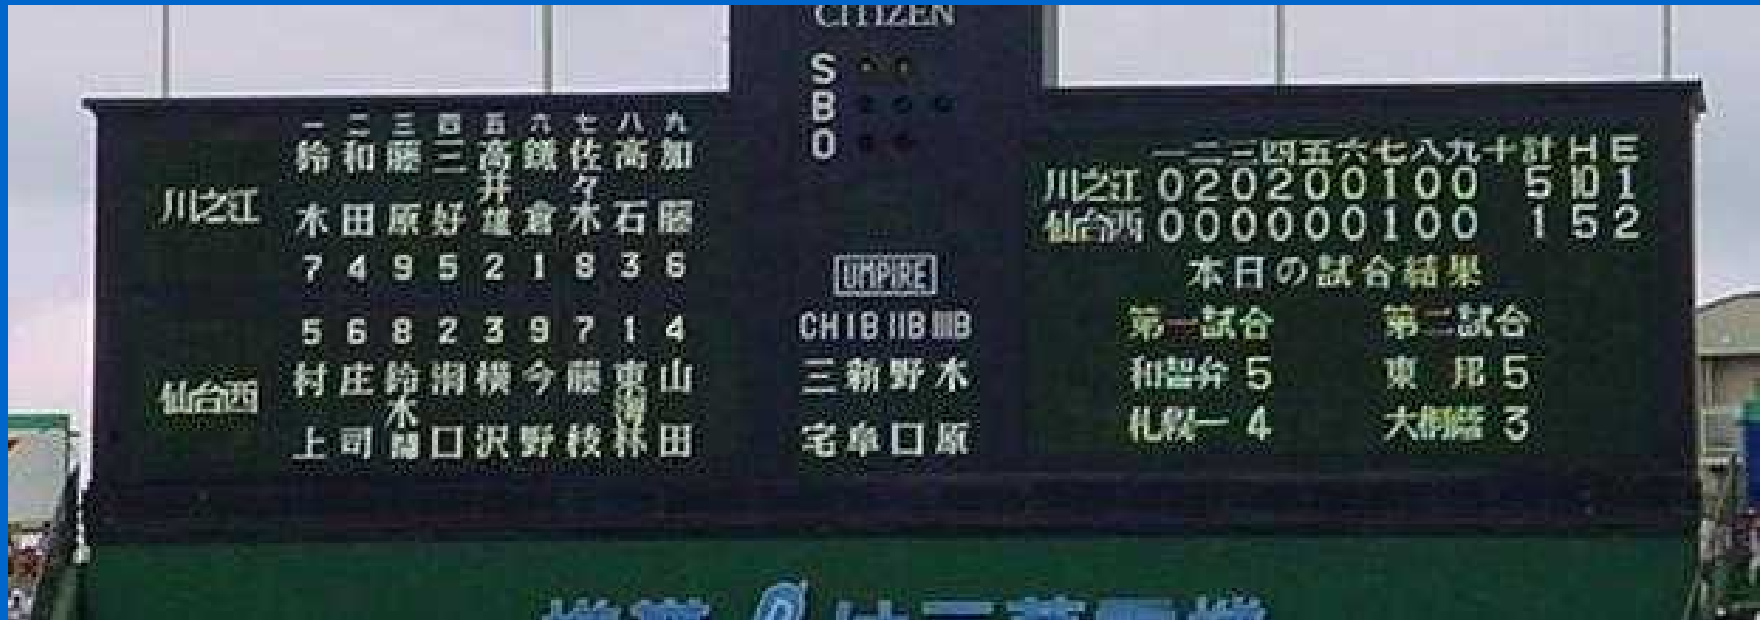 CITIZEN
S
B
O
一 二 三 四 五 六 七 八 九
川之江
鈴木 和田 藤原 三好 高井雄 鎌倉 佐々木 高石 加藤
7 4 9 5 2 1 8 3 6
5 6 8 2 3 9 7 1 4
仙台西
村上 庄司 鈴木 洞口 横沢 今野 藤枝 東海林 山田
UMPIRE
CH IB IIB IIIB
三宅 新阜 野口 木原
一二三四五六七八九十計 H E
川之江 0 2 0 2 0 0 1 0 0 5 10 1
仙台西 0 0 0 0 0 0 1 0 0 1 5 2
本日の試合結果
第一試合 第二試合
和智弁 5 東邦 5
札幌一 4 大桐蔭 3